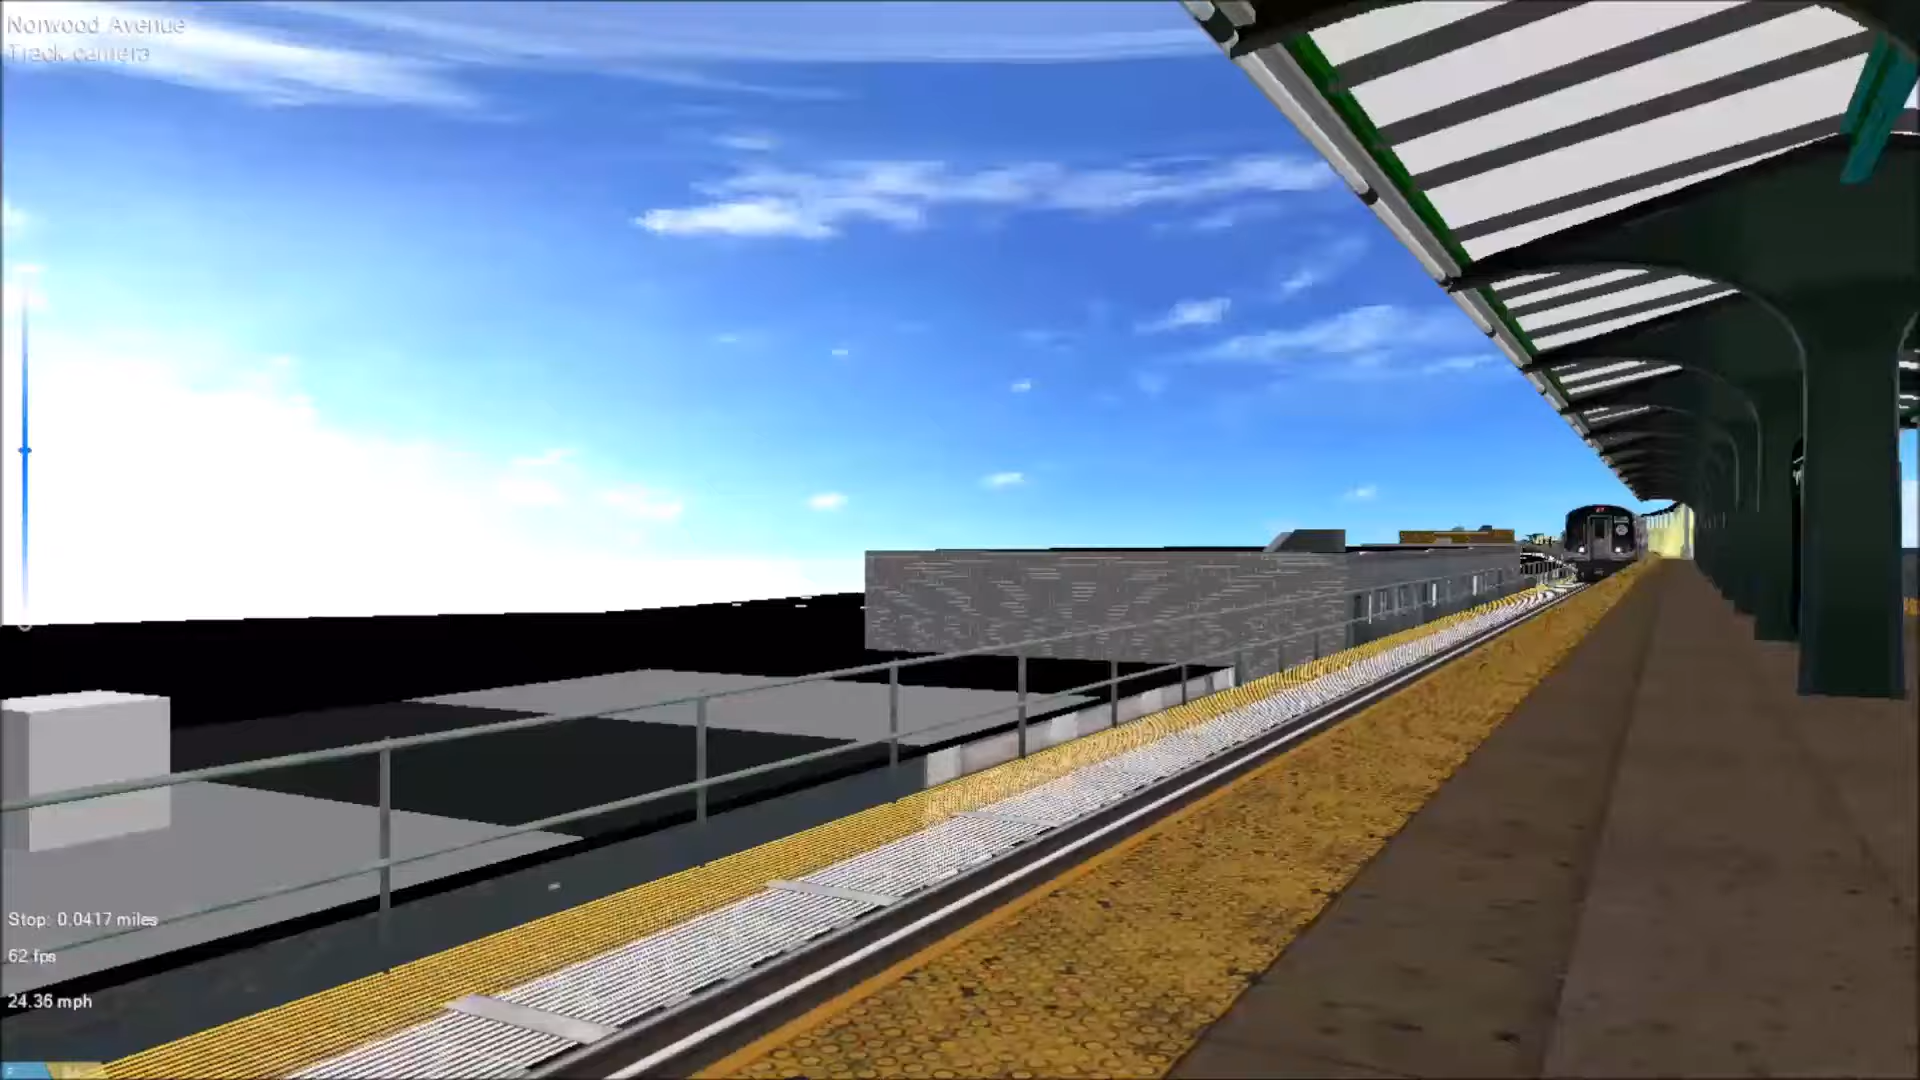 Norwood Avenue
Track camera
Stop: 0.0417 miles
62 fps
24.36 mph